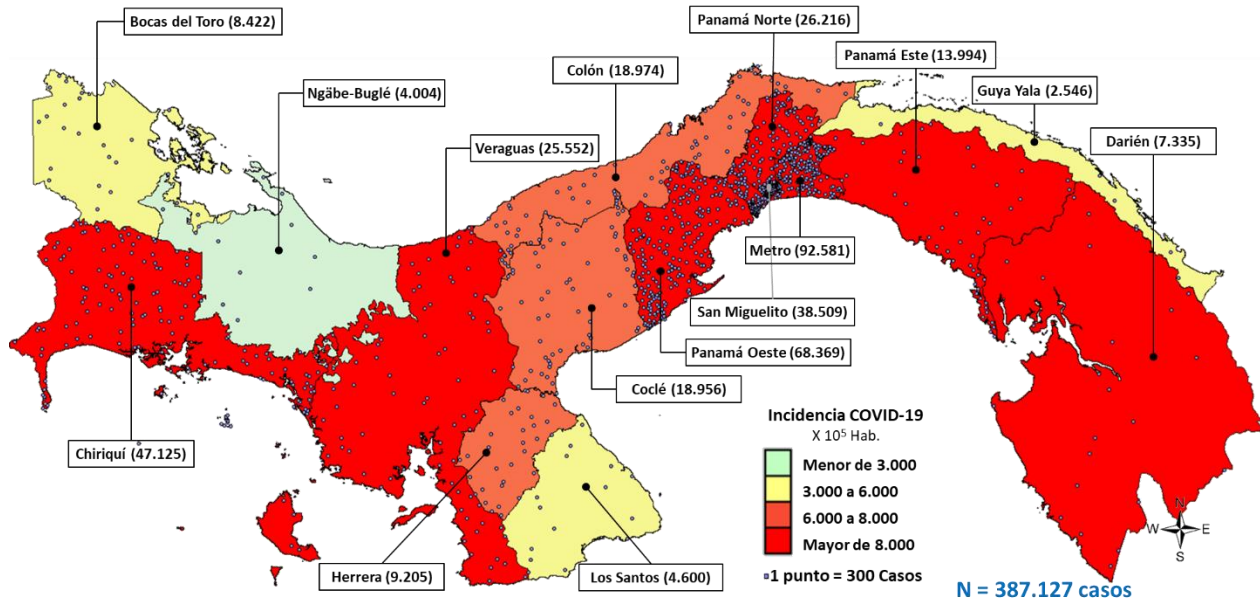 Bocas del Toro (8.422)
Panamá Norte (26.216)
Panamá Este (13.994)
Colón (18.974)
Ngäbe-Buglé (4.004)
Guya Yala (2.546)
Veraguas (25.552)
Darién (7.335)
Metro (92.581)
San Miguelito (38.509)
Panamá Oeste (68.369)
Coclé (18.956)
Chiriquí (47.125)
Herrera (9.205)
Los Santos (4.600)
Incidencia COVID-19
X 10⁵ Hab.
Menor de 3.000
3.000 a 6.000
6.000 a 8.000
Mayor de 8.000
1 punto = 300 Casos
N
W E
S
N = 387.127 casos